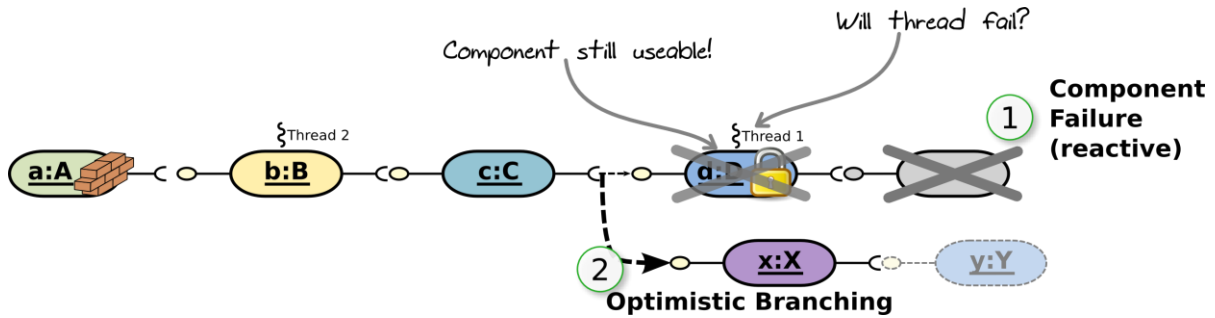 Will thread fail?
Component still useable!
1
Component
Failure
(reactive)
Thread 2
Thread 1
a:A
b:B
c:C
d:D
2
x:X
y:Y
Optimistic Branching